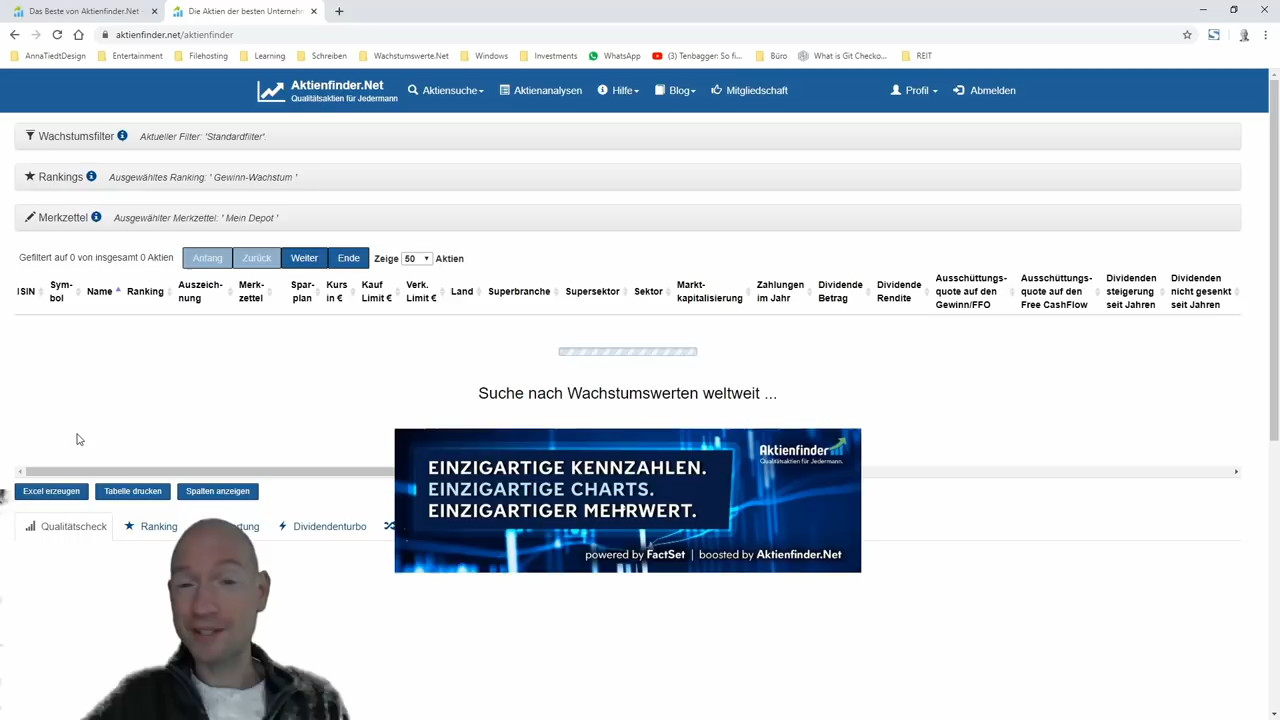 Das Beste von Aktienfinder.Net
Die Aktien der besten Unternehm
aktienfinder.net/aktienfinder
AnnaTiedtDesign
Entertainment
Filehosting
Learning
Schreiben
Wachstumswerte.Net
Windows
Investments
WhatsApp
(3) Tenbagger: So fi...
Büro
What is Git Checko...
REIT
Aktienfinder.Net
Qualitätsaktien für Jedermann
Aktiensuche
Aktienanalysen
Hilfe
Blog
Mitgliedschaft
Profil
Abmelden
Wachstumsfilter
Aktueller Filter: 'Standardfilter'.
Rankings
Ausgewähltes Ranking: ' Gewinn-Wachstum '
Merkzettel
Ausgewählter Merkzettel: ' Mein Depot '
Gefiltert auf 0 von insgesamt 0 Aktien
Anfang
Zurück
Weiter
Ende
Zeige 50 Aktien
ISIN
Sym-
bol
Name
Ranking
Auszeich-
nung
Merk-
zettel
Spar-
plan
Kurs
in €
Kauf
Limit €
Verk.
Limit €
Land
Superbranche
Supersektor
Sektor
Markt-
kapitalisierung
Zahlungen
im Jahr
Dividende
Betrag
Dividende
Rendite
Ausschüttungs-
quote auf den
Gewinn/FFO
Ausschüttungs-
quote auf den
Free CashFlow
Dividenden
steigerung
seit Jahren
Dividenden
nicht gesenkt
seit Jahren
Suche nach Wachstumswerten weltweit ...
Aktienfinder
Qualitätsaktien für Jedermann.
EINZIGARTIGE KENNZAHLEN.
EINZIGARTIGE CHARTS.
EINZIGARTIGER MEHRWERT.
powered by FactSet | boosted by Aktienfinder.Net
Excel erzeugen
Tabelle drucken
Spalten anzeigen
Qualitätscheck
Ranking
Dividendenturbo